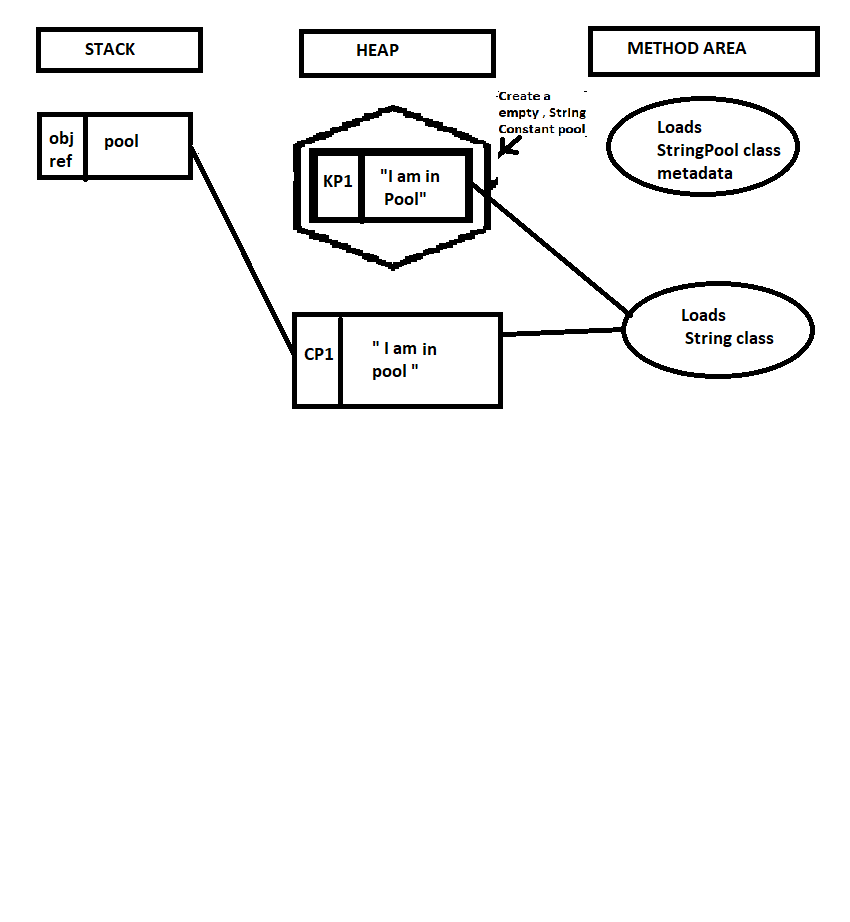 STACK
HEAP
METHOD AREA
obj
ref
pool
KP1
"I am in
Pool"
Create a
empty , String
Constant pool
Loads
StringPool class
metadata
CP1
" I am in
pool "
Loads
String class